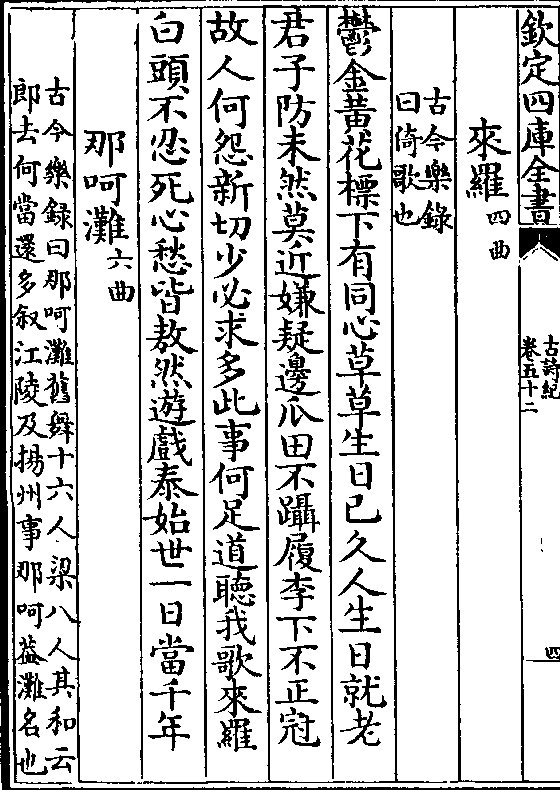 欽定四庫全書
古詩紀
卷五十二
四
來羅四曲
古今樂錄
曰倚歌也
鬱金黃花標下有同心草草生日已久人生日就老
君子防未然莫近嫌疑邊瓜田不躡履李下不正冠
故人何怨新切少必求多此事何足道聽我歌來羅
白頭不忍死心愁皆敖然遊戲泰始世一日當千年
那呵灘六曲
古今樂錄曰那呵灘舊舞十六人梁八人其和云
郎去何當還多叙江陵及揚州事那呵葢灘名也